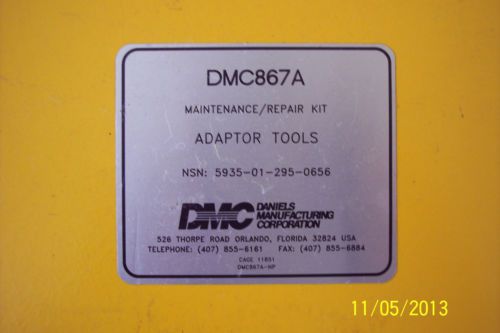 DMC867A
MAINTENANCE/REPAIR KIT
ADAPTOR TOOLS
NSN: 5935-01-295-0656
DMC DANIELS
MANUFACTURING
CORPORATION
526 THORPE ROAD ORLANDO, FLORIDA 32824 USA
TELEPHONE: (407) 855-6161 FAX: (407) 855-6884
CAGE 11851
DMC867A-NP
11/05/2013